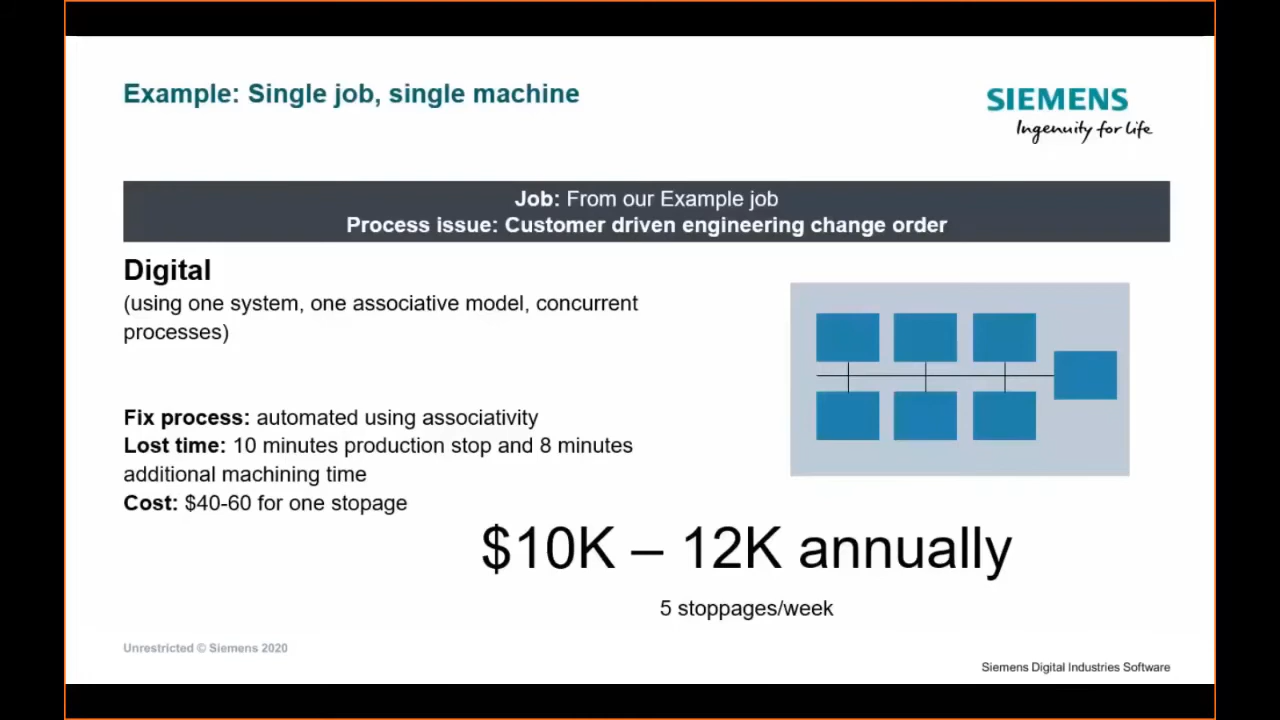 Example: Single job, single machine
SIEMENS
Ingenuity for life
Job: From our Example job
Process issue: Customer driven engineering change order
Digital
(using one system, one associative model, concurrent
processes)
Fix process: automated using associativity
Lost time: 10 minutes production stop and 8 minutes
additional machining time
Cost: $40-60 for one stopage
$10K – 12K annually
5 stoppages/week
Unrestricted © Siemens 2020
Siemens Digital Industries Software